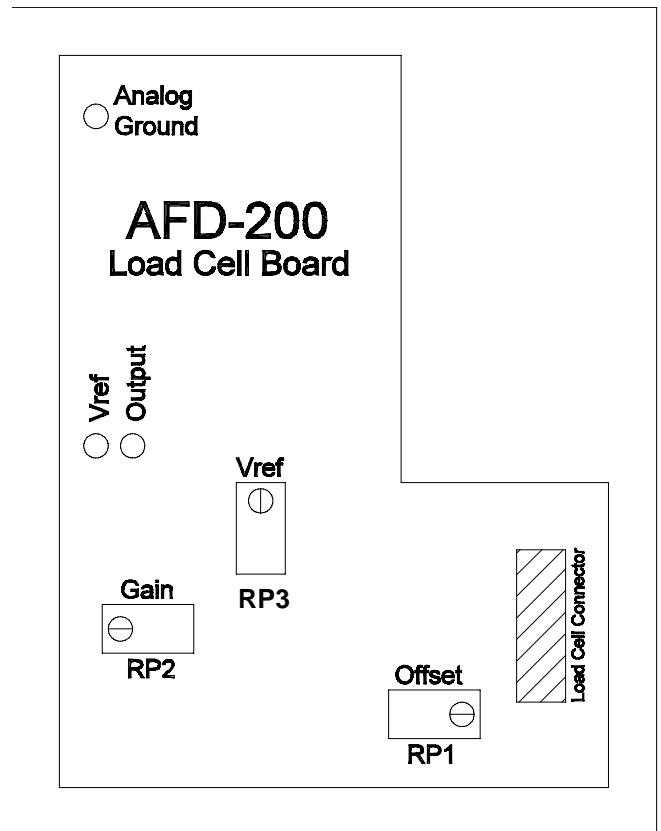 Analog
Ground
AFD-200
Load Cell Board
Vref
Output
Vref
RP3
Gain
RP2
Load Cell Connector
Offset
RP1